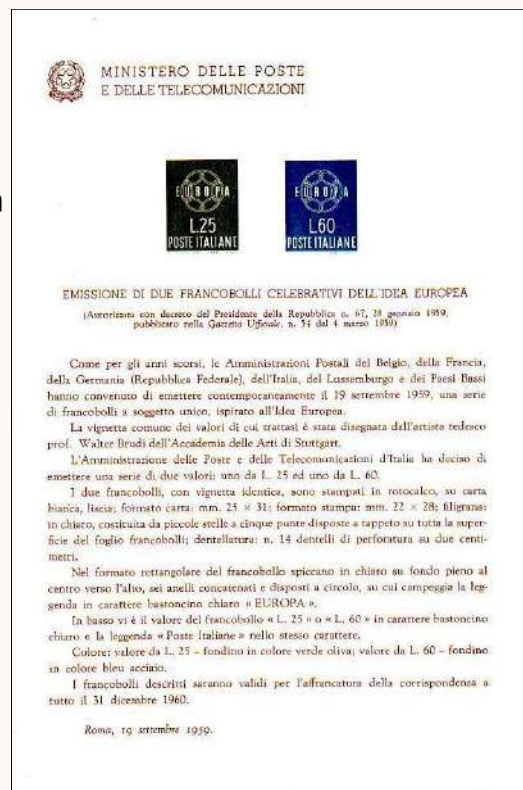 MINISTERO DELLE POSTE
E DELLE TELECOMUNICAZIONI
EUROPA
L.25
POSTE ITALIANE
EUROPA
L60
POSTE ITALIANE
EMISSIONE DI DUE FRANCOBOLLI CELEBRATIVI DELL'IDEA EUROPEA
(Autorizzata con decreto del Presidente della Repubblica n. 67, 28 gennaio 1959,
pubblicato nella Gazzetta Ufficiale, n. 54 del 4 marzo 1959)
Come per gli anni scorsi, le Amministrazioni Postali del Belgio, della Francia,
della Germania (Repubblica Federale), dell'Italia, del Lussemburgo e dei Paesi Bassi
hanno convenuto di emettere contemporaneamente il 19 settembre 1959, una serie
di francobolli a soggetto unico, ispirato all'Idea Europea.
La vignetta comune dei valori di cui trattasi è stata disegnata dall'artista tedesco
prof. Walter Brudi dell'Accademia delle Arti di Stuttgart.
L'Amministrazione delle Poste e delle Telecomunicazioni d'Italia ha deciso di
emettere una serie di due valori: uno da L. 25 ed uno da L. 60.
I due francobolli, con vignetta identica, sono stampati in rotocalco, su carta
bianca, liscia; formato carta: mm. 25 × 31; formato stampa: mm. 22 × 28; filigrana:
in chiaro, costituita da piccole stelle a cinque punte disposte a tappeto su tutta la super-
ficie del foglio francobolli; dentellatura: n. 14 dentelli di perforatura su due centi-
metri.
Nel formato rettangolare del francobollo spiccano in chiaro su fondo pieno al
centro verso l'alto, sei anelli concatenati e disposti a circolo, su cui campeggia la leg-
genda in carattere bastoncino chiaro « EUROPA ».
In basso vi è il valore del francobollo « L. 25 » o « L. 60 » in carattere bastoncino
chiaro e la leggenda « Poste Italiane » nello stesso carattere.
Colore: valore da L. 25 – fondino in colore verde oliva; valore da L. 60 – fondino
in colore bleu acciaio.
I francobolli descritti saranno validi per l'affrancatura della corrispondenza a
tutto il 31 dicembre 1960.
Roma, 19 settembre 1959.